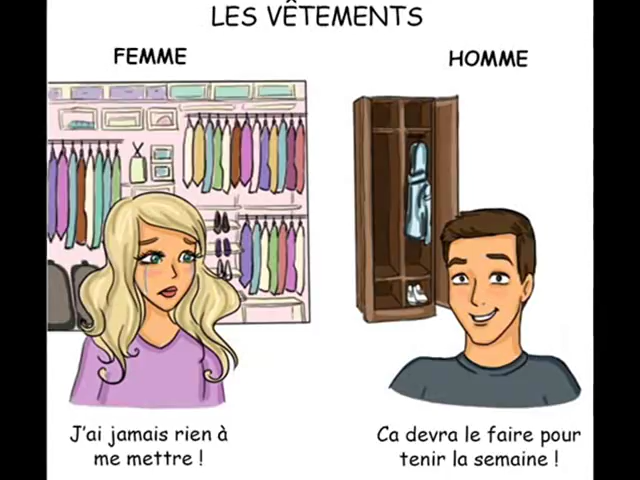 LES VÊTEMENTS
FEMME
HOMME
J'ai jamais rien à
me mettre !
Ca devra le faire pour
tenir la semaine !